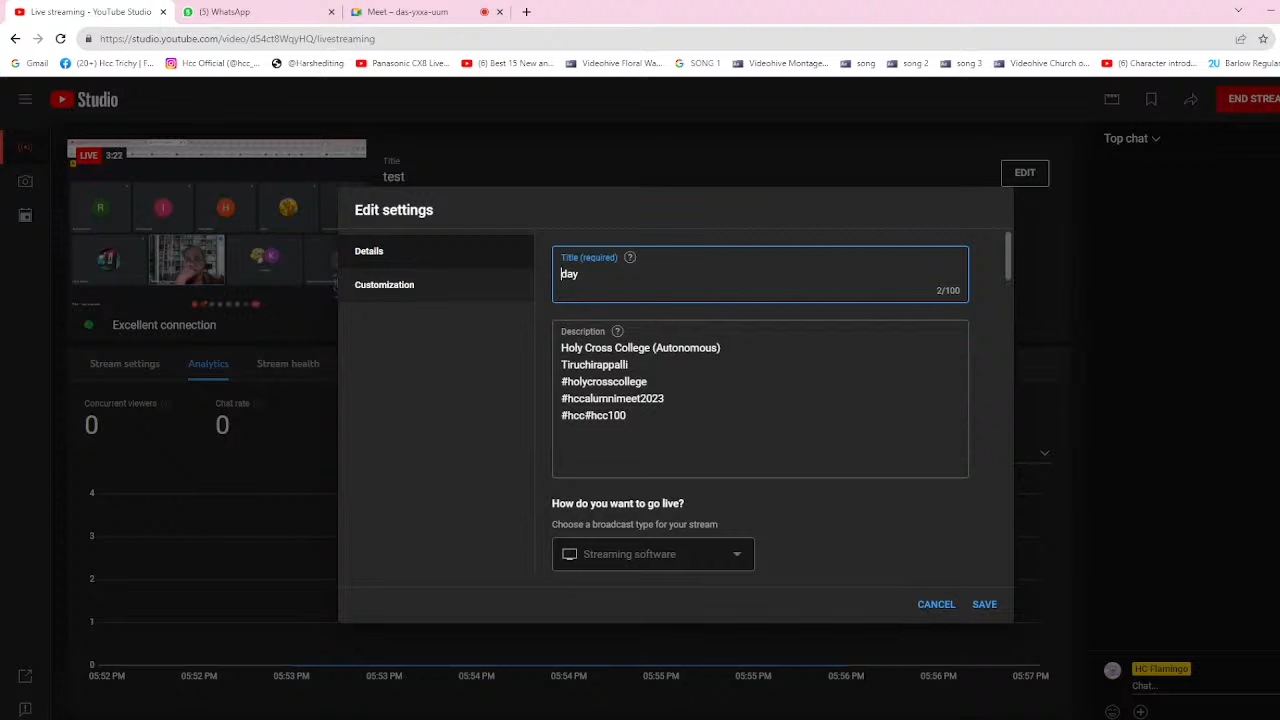 Live streaming - YouTube Studio
(5) WhatsApp
Meet – das-yxxa-uum
https://studio.youtube.com/video/d54ct8WqyHQ/livestreaming
Gmail
(20+) Hcc Trichy | F...
Hcc Official (@hcc_...
@Harshediting
Panasonic CX8 Live...
(6) Best 15 New an...
Videohive Floral Wa...
SONG 1
Videohive Montage...
song
song 2
song 3
Videohive Church o...
(6) Character introd...
Barlow Regular
Studio
END STREA
LIVE 3:22
Title
test
EDIT
Top chat
Edit settings
Details
Customization
Title (required)
day
2/100
Description
Holy Cross College (Autonomous)
Tiruchirappalli
#holycrosscollege
#hccalumnimeet2023
#hcc#hcc100
How do you want to go live?
Choose a broadcast type for your stream
Streaming software
CANCEL
SAVE
Excellent connection
Stream settings
Analytics
Stream health
Concurrent viewers
Chat rate
0
0
4
3
2
1
0
05:52 PM
05:52 PM
05:53 PM
05:53 PM
05:54 PM
05:54 PM
05:55 PM
05:55 PM
05:56 PM
05:56 PM
05:57 PM
HC Flamingo
Chat...